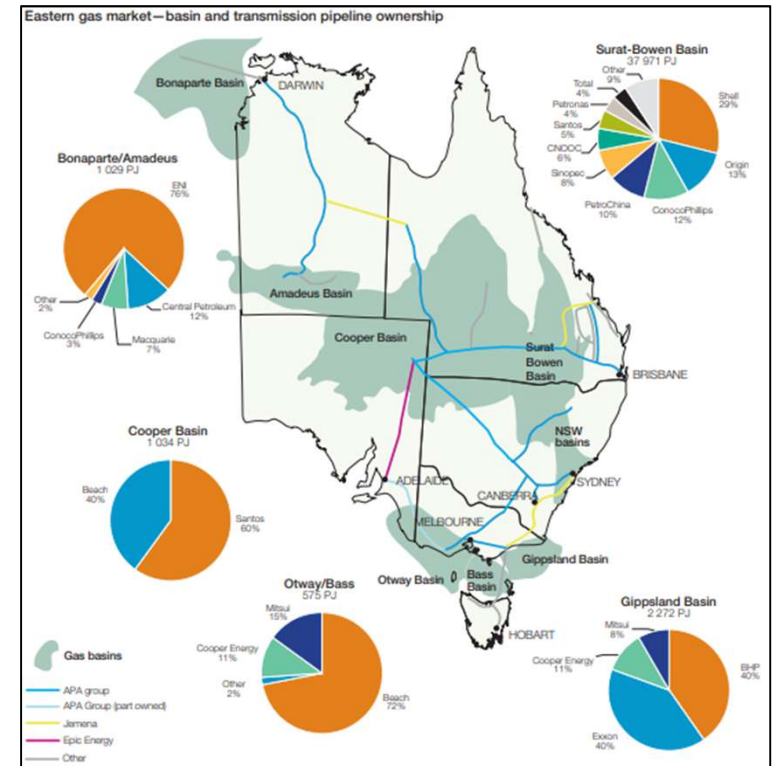 Eastern gas market—basin and transmission pipeline ownership
Surat-Bowen Basin
37 971 PJ
Other
9%
Total
4%
Petronas
4%
Santos
5%
CNOOC
6%
Sinopec
8%
PetroChina
10%
ConocoPhillips
12%
Origin
13%
Shell
29%
Bonaparte Basin
DARWIN
Bonaparte/Amadeus
1 029 PJ
ENI
76%
Other
2%
ConocoPhillips
3%
Macquarie
7%
Central Petroleum
12%
Amadeus Basin
Cooper Basin
Surat
Bowen
Basin
BRISBANE
NSW
basins
Cooper Basin
1 034 PJ
Beach
40%
Santos
60%
ADELAIDE
CANBERRA
SYDNEY
MELBOURNE
Gippsland Basin
Otway Basin
Bass
Basin
HOBART
Otway/Bass
575 PJ
Mitsui
15%
Cooper Energy
11%
Other
2%
Beach
72%
Gippsland Basin
2 272 PJ
Mitsui
8%
Cooper Energy
11%
BHP
40%
Exxon
40%
Gas basins
APA group
APA Group (part owned)
Jemena
Epic Energy
Other